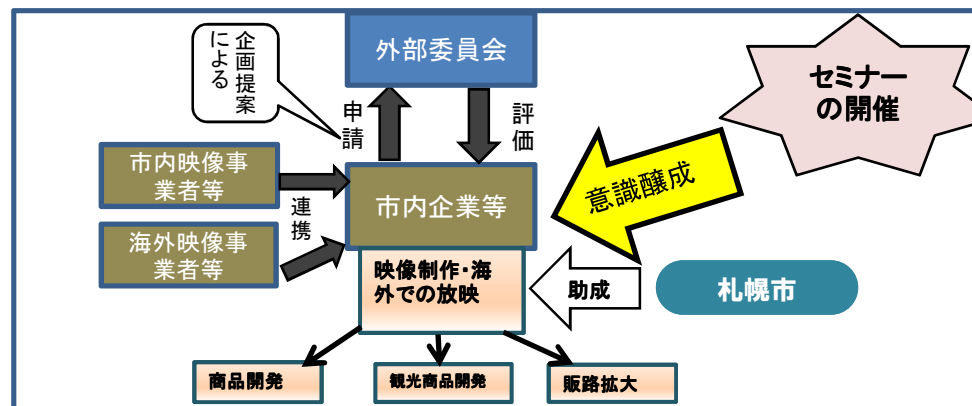 企画提案
による
外部委員会
セミナー
の開催
申請
評価
市内映像事
業者等
市内企業等
意識醸成
連携
海外映像事
業者等
映像制作・海
外での放映
助成
札幌市
商品開発
観光商品開発
販路拡大